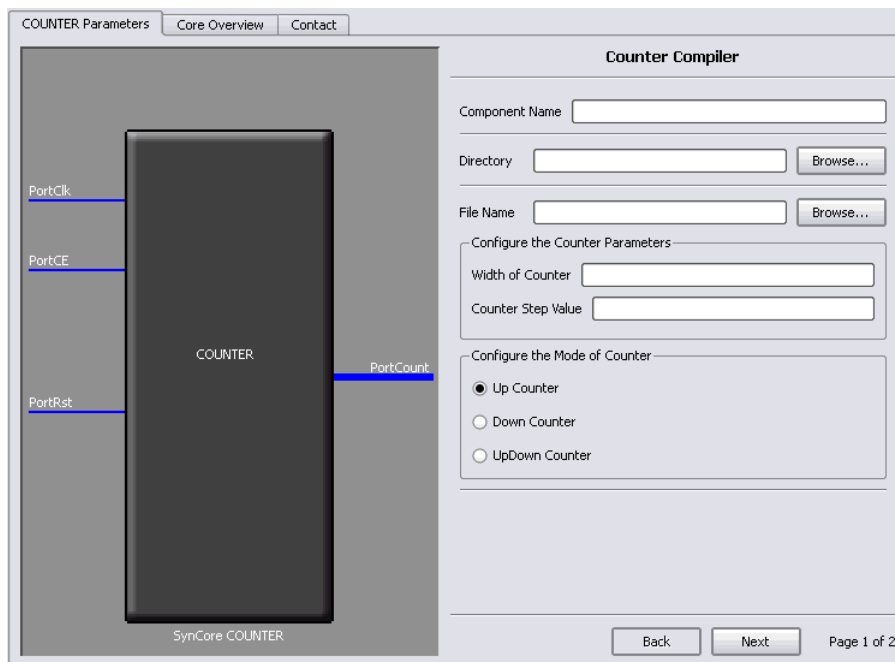 COUNTER Parameters
Core Overview
Contact
PortClk
PortCE
PortRst
COUNTER
PortCount
SynCore COUNTER
Counter Compiler
Component Name
Directory
Browse...
File Name
Browse...
Configure the Counter Parameters
Width of Counter
Counter Step Value
Configure the Mode of Counter
Up Counter
Down Counter
UpDown Counter
Back
Next
Page 1 of 2